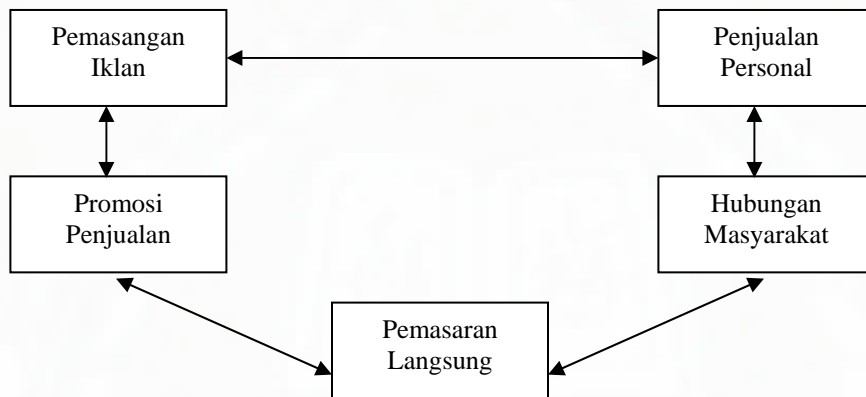 Pemasangan
Iklan
Penjualan
Personal
Promosi
Penjualan
Hubungan
Masyarakat
Pemasaran
Langsung